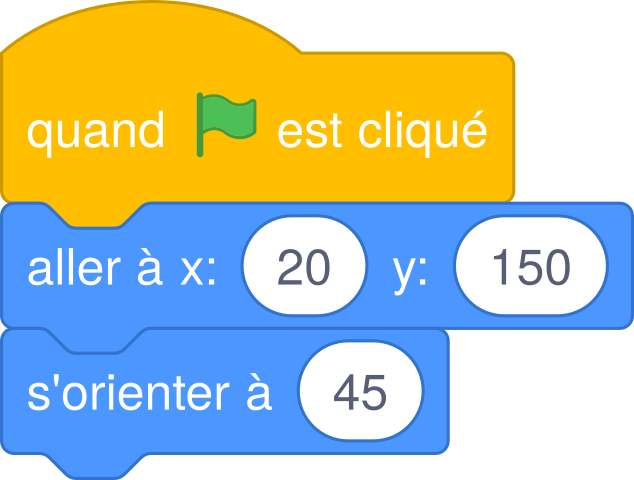 quand est cliqué
aller à x: 20 y: 150
s'orienter à 45